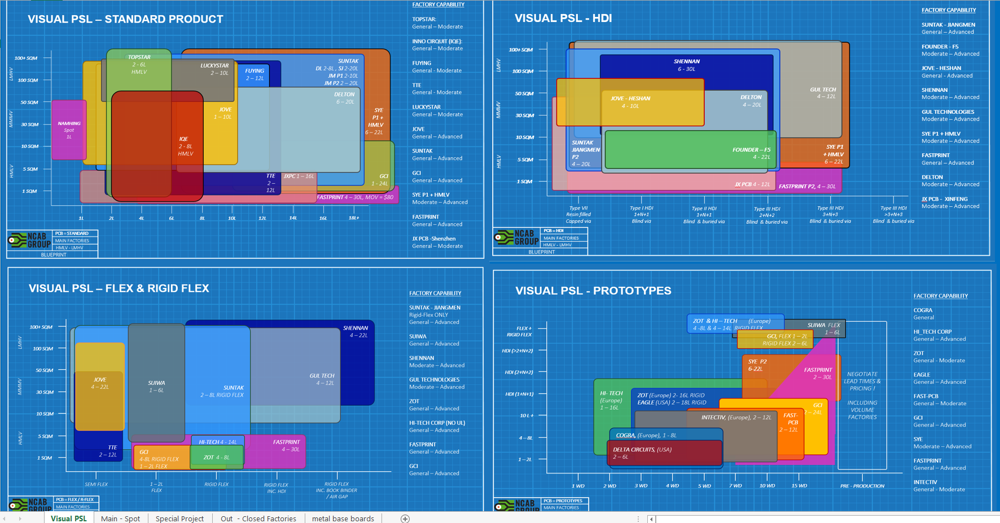 VISUAL PSL – STANDARD PRODUCT
100+ SQM
100 SQM
50 SQM
30 SQM
10 SQM
5 SQM
1 SQM
LMHV
MMMV
HMLV
TOPSTAR
2 - 6L
HMLV
LUCKYSTAR
2 – 10L
FUYING
2 – 12L
SUNTAK
DL 2-8L , SJ 2-20L
JM P1 2-10L
JM P2 2 – 20L
DELTON
6 – 20L
JOVE
1 – 10L
SYE
P1 +
HMLV
6 – 22L
NAMHING
Spot
1L
IQE
2 - 8L
HMLV
TTE
2 –
12L
JXPC 1 – 16L
GCI
1 - 24L
FASTPRINT 4 – 30L, MOV = $80
1L
2L
4L
6L
8L
10L
12L
14L
16L
18L+
FACTORY CAPABILITY
TOPSTAR:
General – Moderate
INNO CIRQUIT (IQE):
General – Moderate
FUYING
General - Moderate
TTE
General - Moderate
LUCKYSTAR
General – Moderate
JOVE
General – Advanced
SUNTAK
General – Advanced
GCI
General – Advanced
SYE P1 + HMLV
Moderate – Advanced
FASTPRINT
General – Advanced
JX PCB -Shenzhen
General – Moderate
NCAB
GROUP
PCB = STANDARD
MAIN FACTORIES
HMLV - LMHV
BLUEPRINT
VISUAL PSL - HDI
100+ SQM
100 SQM
50 SQM
30 SQM
10 SQM
5 SQM
1 SQM
LMHV
MMMV
HMLV
SHENNAN
6 - 30L
JOVE - HESHAN
4 - 10L
DELTON
4 – 20L
GUL TECH
4 – 12L
SUNTAK
JIANGMEN
P2
4 – 20L
FOUNDER – F5
4 - 22L
SYE P1
+ HMLV
6 – 22L
JX PCB 4 - 12L
FASTPRINT P2, 4 – 30L
Type VII
Resin filled
Capped via
Type I HDI
1+N+1
Blind via
Type II HDI
1+N+1
Blind & buried via
Type III HDI
2+N+2
Blind & buried via
Type III HDI
3+N+3
Blind & buried via
Type III HDI
>3+N+3
Blind & buried via
FACTORY CAPABILITY
SUNTAK - JIANGMEN
General – Advanced
FOUNDER - F5
Moderate – Advanced
JOVE - HESHAN
General - Advanced
SHENNAN
Moderate – Advanced
GUL TECHNOLOGIES
Moderate – Advanced
SYE P1 + HMLV
Moderate – Advanced
FASTPRINT
General – Advanced
DELTON
Moderate – Advanced
JX PCB - XINFENG
General – Advanced
NCAB
GROUP
PCB = HDI
MAIN FACTORIES
HMLV - LMHV
BLUEPRINT
VISUAL PSL – FLEX & RIGID FLEX
100+ SQM
100 SQM
50 SQM
30 SQM
10 SQM
5 SQM
1 SQM
LMHV
MMMV
HMLV
SHENNAN
4 – 22L
JOVE
4 – 22L
SUIWA
1 – 6L
SUNTAK
2 – 8L RIGID FLEX
GUL TECH
4 – 12L
TTE
2 – 12L
GCI
4-8L RIGID FLEX
1 – 2L FLEX
HI-TECH 4 - 14L
ZOT 4 - 8L
FASTPRINT
4 – 30L
SEMI FLEX
1 – 2L
FLEX
RIGID FLEX
RIGID FLEX
INC. HDI
RIGID FLEX
INC. BOOK BINDER
/ AIR GAP
FACTORY CAPABILITY
SUNTAK - JIANGMEN
Rigid-Flex ONLY
General – Advanced
SUIWA
General – Advanced
SHENNAN
Moderate – Advanced
GUL TECHNOLOGIES
Moderate – Advanced
ZOT
General – Advanced
HI-TECH CORP (NO UL)
General – Advanced
FASTPRINT
General – Advanced
GCI
General – Advanced
NCAB
GROUP
PCB = FLEX / R-FLEX
MAIN FACTORIES
VISUAL PSL - PROTOTYPES
FLEX +
RIGID FLEX
HDI (>2+N+2)
HDI (2+N+2)
HDI (1+N+1)
10 L +
4 – 8L
1 – 2L
ZOT & HI – TECH (Europe)
4 -8L & 4 – 14L RIGID FLEX
SUIWA FLEX
1 – 6L
GCI, FLEX 1 – 2L
RIGID FLEX 2 – 6L
SYE P2
6-22L
FASTPRINT
2 – 30L
HI- TECH
(Europe)
1 – 16L
ZOT (Europe) 2- 16L RIGID
EAGLE (USA) 2 – 18L RIGID
GCI
2 – 24L
INTECTIV, (Europe), 2 – 12L
FAST-
PCB
2 – 12L
COGRA, (Europe), 1 - 8L
DELTA CIRCUITS, (USA)
2 – 6L
NEGOTIATE
LEAD TIMES &
PRICING !
INCLUDING
VOLUME
FACTORIES
1 WD
2 WD
3 WD
4 WD
5 WD
7 WD
10 WD
15 WD
PRE - PRODUCTION
FACTORY CAPABILITY
COGRA
General
HI_TECH CORP
General – Advanced
ZOT
General - Moderate
EAGLE
General – Advanced
FAST-PCB
General – Moderate
GCI
General – Advanced
SYE
Moderate – Advanced
FASTPRINT
General – Advanced
INTECTIV
General - Moderate
NCAB
GROUP
PCB = PROTOTYPES
MAIN FACTORIES
Visual PSL
Main - Spot
Special Project
Out - Closed Factories
metal base boards